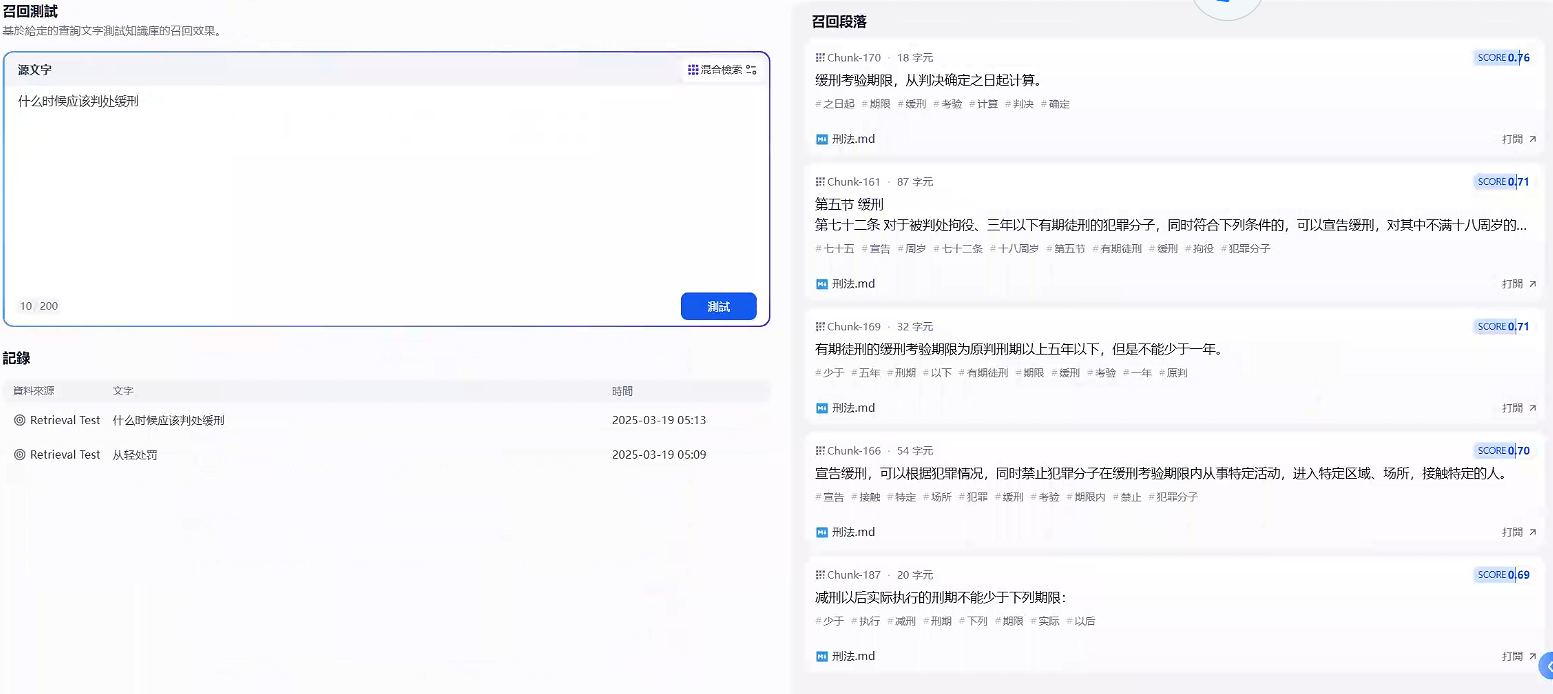 召回測試
基於給定的查詢文字測試知識庫的召回效果。
源文字
混合檢索
什么时候应该判处缓刑
10 / 200
測試
記錄
資料來源 文字 時間
Retrieval Test 什么时候应该判处缓刑 2025-03-19 05:13
Retrieval Test 从轻处罚 2025-03-19 05:09
召回段落
Chunk-170 · 18 字元 SCORE 0.76
缓刑考验期限，从判决确定之日起计算。
# 之日起 # 期限 # 缓刑 # 考验 # 计算 # 判决 # 确定
刑法.md 打開
Chunk-161 · 87 字元 SCORE 0.71
第五节 缓刑
第七十二条 对于被判处拘役、三年以下有期徒刑的犯罪分子，同时符合下列条件的，可以宣告缓刑，对其中不满十八周岁的...
# 七十五 # 宣告 # 周岁 # 七十二条 # 十八周岁 # 第五节 # 有期徒刑 # 缓刑 # 拘役 # 犯罪分子
刑法.md 打開
Chunk-169 · 32 字元 SCORE 0.71
有期徒刑的缓刑考验期限为原判刑期以上五年以下，但是不能少于一年。
# 少于 # 五年 # 刑期 # 以下 # 有期徒刑 # 期限 # 缓刑 # 考验 # 一年 # 原判
刑法.md 打開
Chunk-166 · 54 字元 SCORE 0.70
宣告缓刑，可以根据犯罪情况，同时禁止犯罪分子在缓刑考验期限内从事特定活动，进入特定区域、场所，接触特定的人。
# 宣告 # 接触 # 特定 # 场所 # 犯罪 # 缓刑 # 考验 # 期限内 # 禁止 # 犯罪分子
刑法.md 打開
Chunk-187 · 20 字元 SCORE 0.69
减刑以后实际执行的刑期不能少于下列期限：
# 少于 # 执行 # 减刑 # 刑期 # 下列 # 期限 # 实际 # 以后
刑法.md 打開